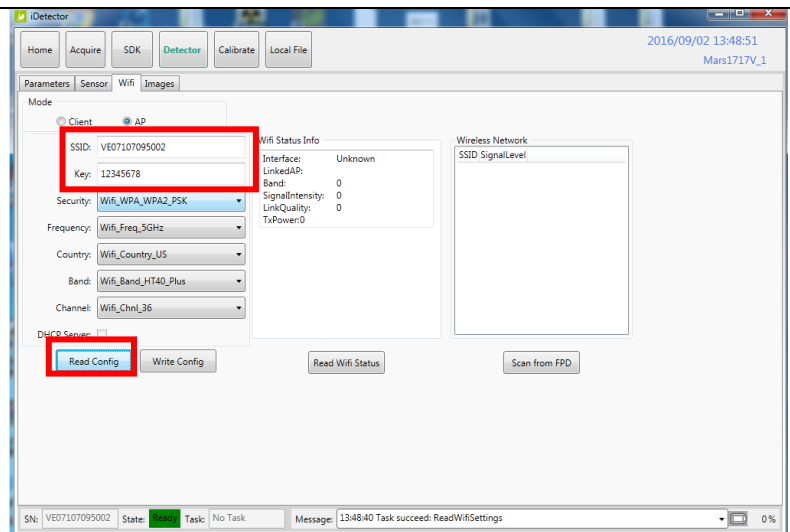 iDetector
Home Acquire SDK Detector Calibrate Local File
2016/09/02 13:48:51
Mars1717V_1
Parameters Sensor Wifi Images
Mode
Client AP
SSID: VE07107095002
Key: 12345678
Security: Wifi_WPA_WPA2_PSK
Frequency: Wifi_Freq_5GHz
Country: Wifi_Country_US
Band: Wifi_Band_HT40_Plus
Channel: Wifi_Chnl_36
DHCP Server:
Read Config Write Config
Wifi Status Info
Interface: Unknown
LinkedAP:
Band: 0
SignalIntensity: 0
LinkQuality: 0
TxPower:0
Read Wifi Status
Wireless Network
SSID SignalLevel
Scan from FPD
SN: VE07107095002 State: Ready Task: No Task Message: 13:48:40 Task succeed: ReadWifiSettings 0%